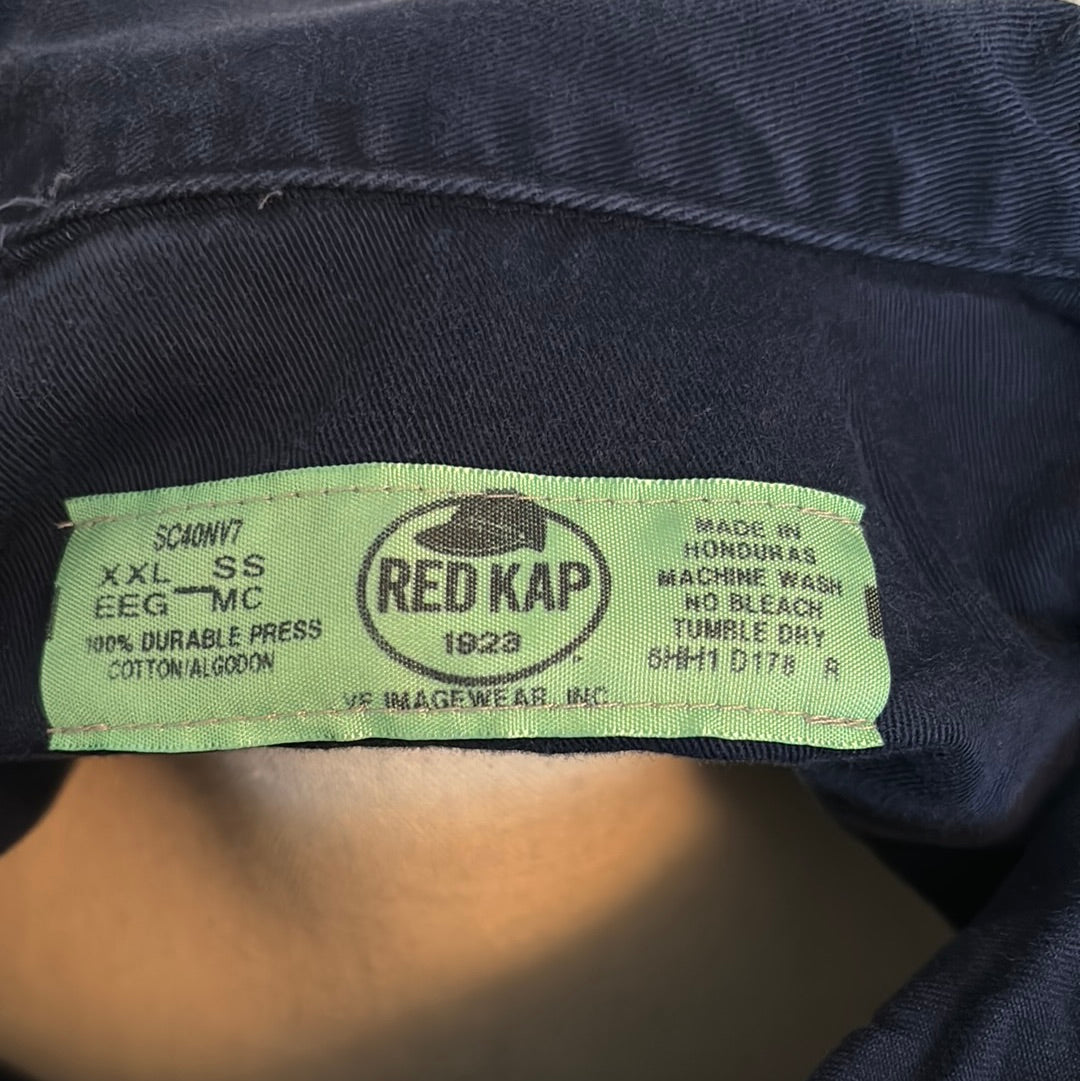 SC40NV7
XXL SS
EEG MC
100% DURABLE PRESS
COTTON/ALGODON
RED KAP
1923
VF IMAGEWEAR, INC.
MADE IN
HONDURAS
MACHINE WASH
NO BLEACH
TUMBLE DRY
D178 R